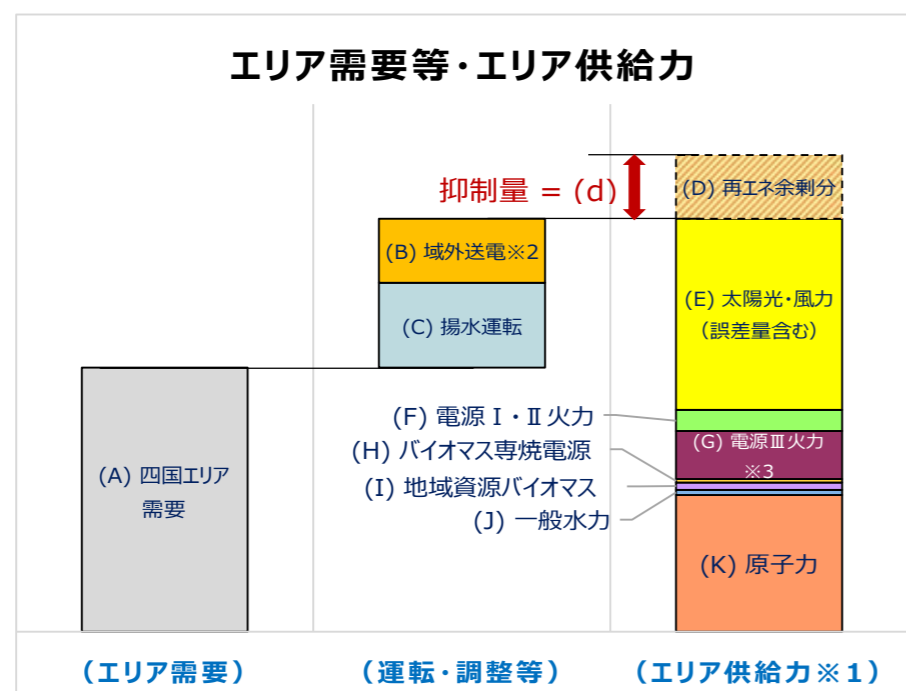 エリア需要等・エリア供給力
抑制量 = (d)
(D) 再エネ余剰分
(B) 域外送電※2
(C) 揚水運転
(E) 太陽光・風力
(誤差量含む)
(F) 電源Ⅰ・Ⅱ火力
(G) 電源Ⅲ火力
※3
(H) バイオマス専焼電源
(I) 地域資源バイオマス
(J) 一般水力
(A) 四国エリア
需要
(K) 原子力
(エリア需要)
(運転・調整等)
(エリア供給力※1)